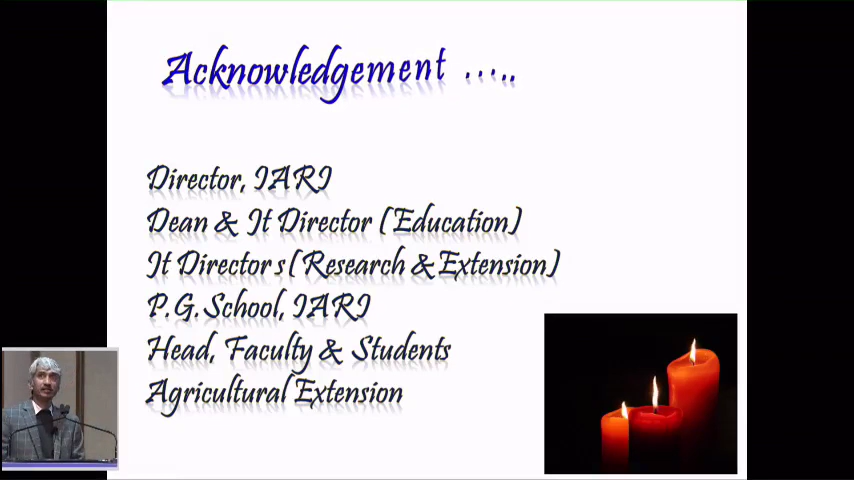 Acknowledgement .....
Director, IARI
Dean & Jt Director (Education)
Jt Directors (Research & Extension)
P.G. School, IARI
Head, Faculty & Students
Agricultural Extension